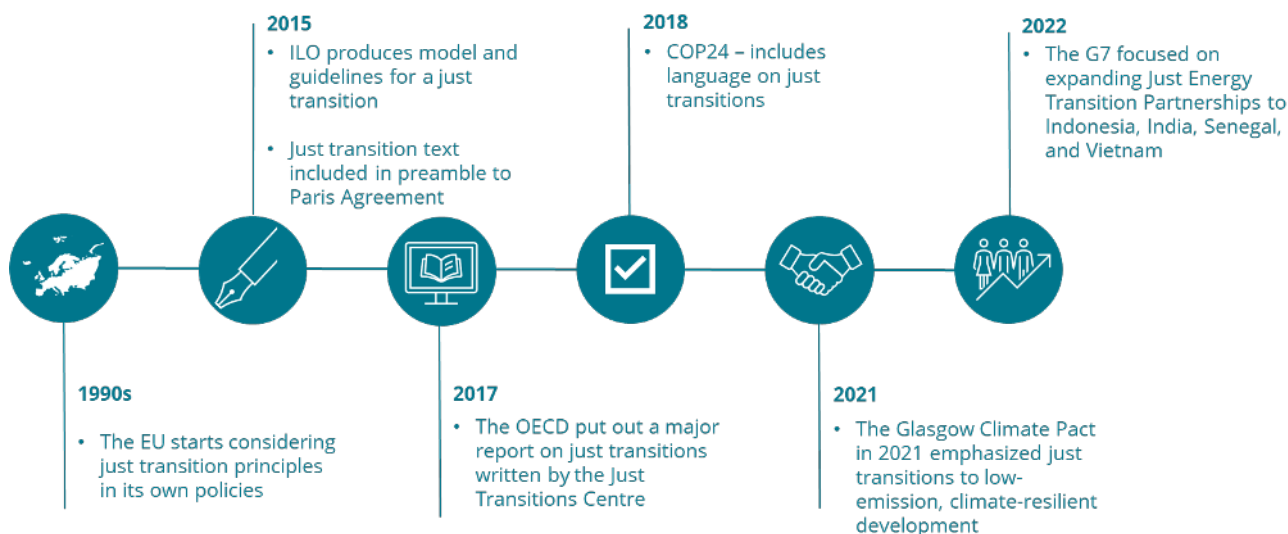 2015
• ILO produces model and
guidelines for a just
transition
• Just transition text
included in preamble to
Paris Agreement
2018
• COP24 – includes
language on just
transitions
2022
• The G7 focused on
expanding Just Energy
Transition Partnerships to
Indonesia, India, Senegal,
and Vietnam
1990s
• The EU starts considering
just transition principles
in its own policies
2017
• The OECD put out a major
report on just transitions
written by the Just
Transitions Centre
2021
• The Glasgow Climate Pact
in 2021 emphasized just
transitions to low-
emission, climate-resilient
development